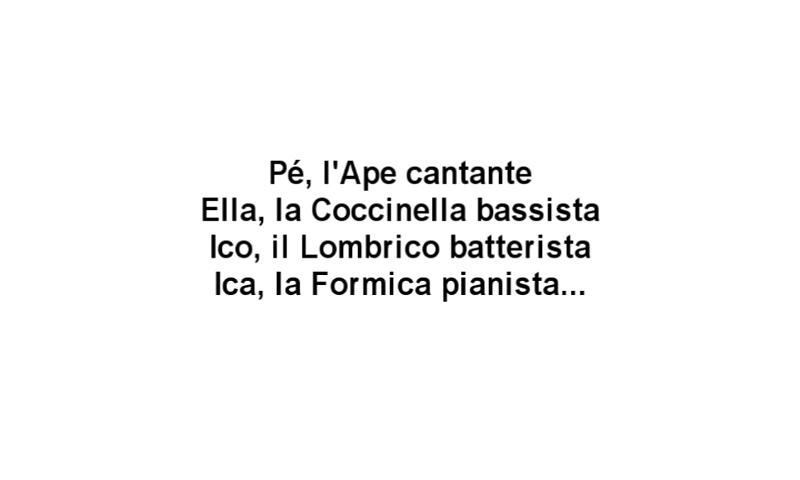 Pé, l'Ape cantante
Ella, la Coccinella bassista
Ico, il Lombrico batterista
Ica, la Formica pianista...